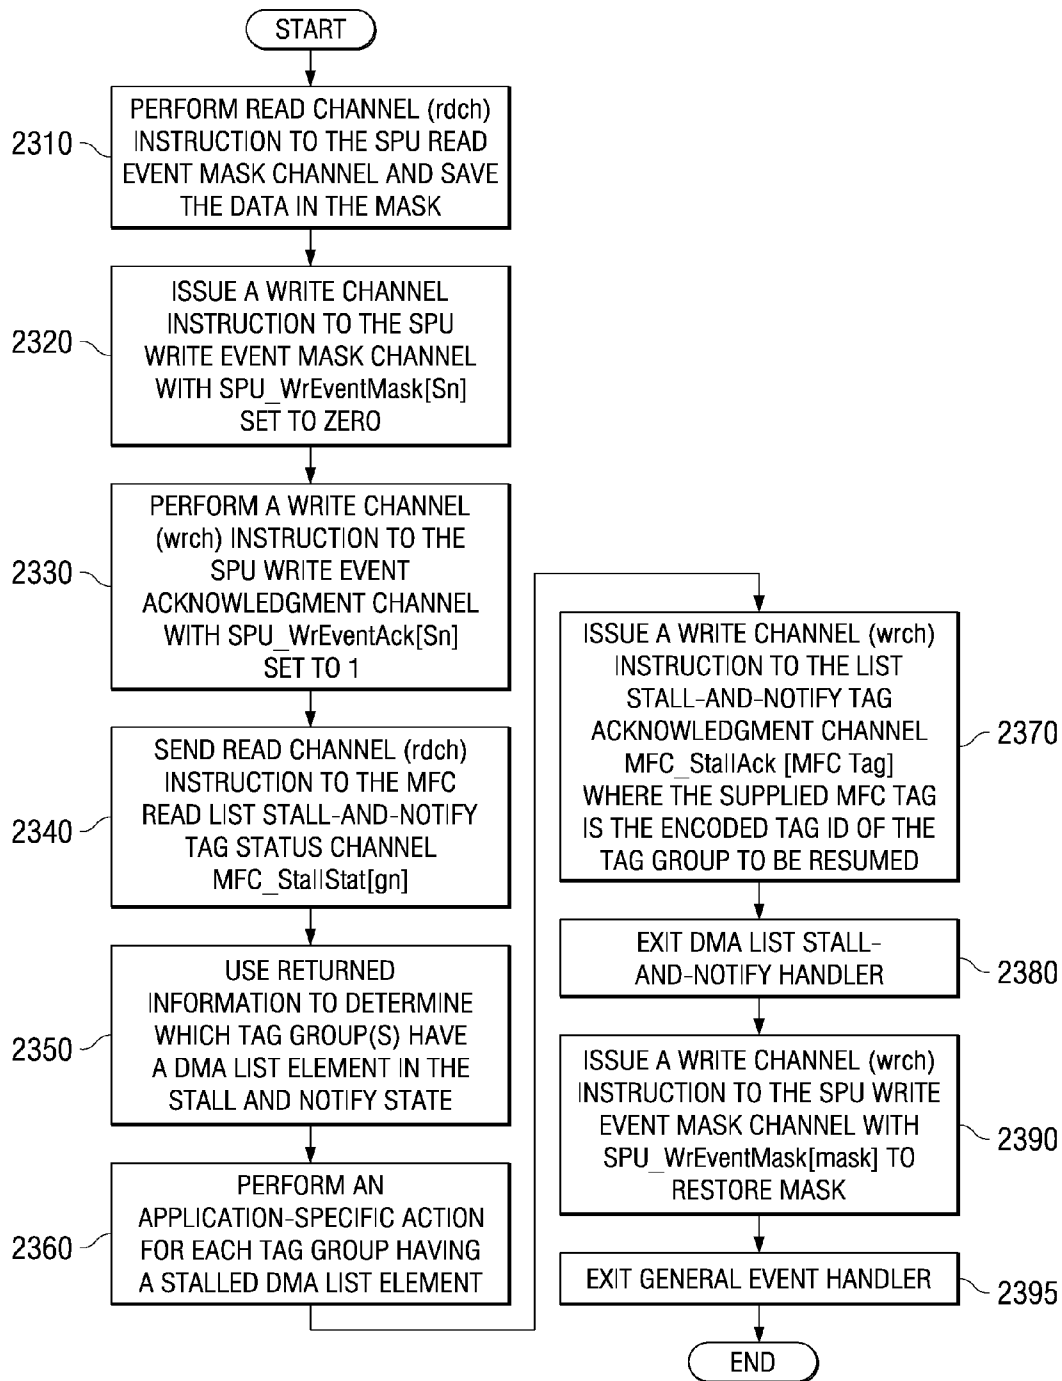 START
2310
PERFORM READ CHANNEL (rdch)
INSTRUCTION TO THE SPU READ
EVENT MASK CHANNEL AND SAVE
THE DATA IN THE MASK
2320
ISSUE A WRITE CHANNEL
INSTRUCTION TO THE SPU
WRITE EVENT MASK CHANNEL
WITH SPU_WrEventMask[Sn]
SET TO ZERO
2330
PERFORM A WRITE CHANNEL
(wrch) INSTRUCTION TO THE
SPU WRITE EVENT
ACKNOWLEDGMENT CHANNEL
WITH SPU_WrEventAck[Sn]
SET TO 1
2340
SEND READ CHANNEL (rdch)
INSTRUCTION TO THE MFC
READ LIST STALL-AND-NOTIFY
TAG STATUS CHANNEL
MFC_StallStat[gn]
2350
USE RETURNED
INFORMATION TO DETERMINE
WHICH TAG GROUP(S) HAVE
A DMA LIST ELEMENT IN THE
STALL AND NOTIFY STATE
2360
PERFORM AN
APPLICATION-SPECIFIC ACTION
FOR EACH TAG GROUP HAVING
A STALLED DMA LIST ELEMENT
ISSUE A WRITE CHANNEL (wrch)
INSTRUCTION TO THE LIST
STALL-AND-NOTIFY TAG
ACKNOWLEDGMENT CHANNEL
MFC_StallAck [MFC Tag]
WHERE THE SUPPLIED MFC TAG
IS THE ENCODED TAG ID OF THE
TAG GROUP TO BE RESUMED
2370
EXIT DMA LIST STALL-
AND-NOTIFY HANDLER
2380
ISSUE A WRITE CHANNEL (wrch)
INSTRUCTION TO THE SPU WRITE
EVENT MASK CHANNEL WITH
SPU_WrEventMask[mask] TO
RESTORE MASK
2390
EXIT GENERAL EVENT HANDLER
2395
END